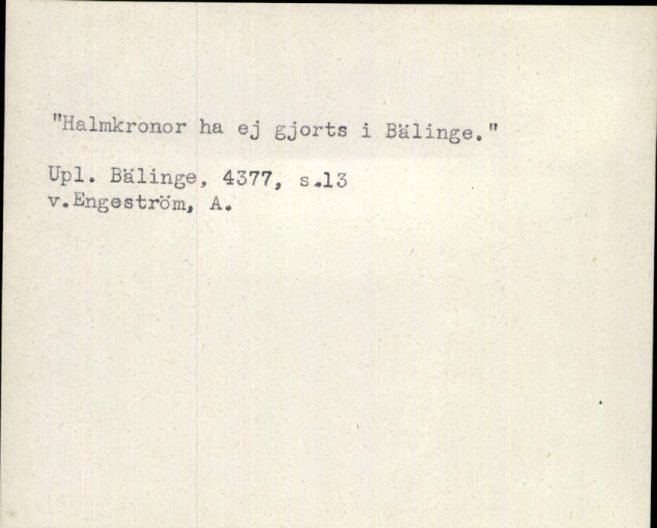 "Halmkronor ha ej gjorts i Bälinge."
Upl. Bälinge, 4377, s.13
v.Engeström, A.